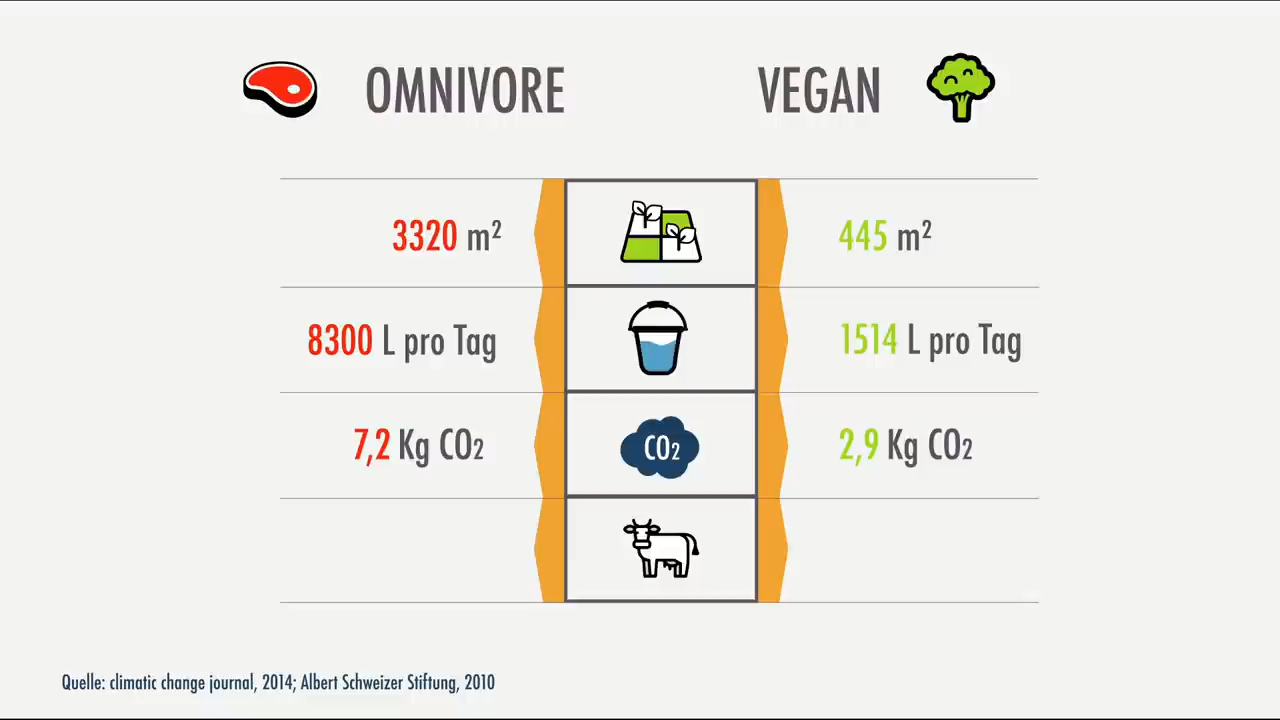 OMNIVORE VEGAN
3320 m² 445 m²
8300 L pro Tag 1514 L pro Tag
7,2 Kg CO2 CO2 2,9 Kg CO2
Quelle: climatic change journal, 2014; Albert Schweizer Stiftung, 2010